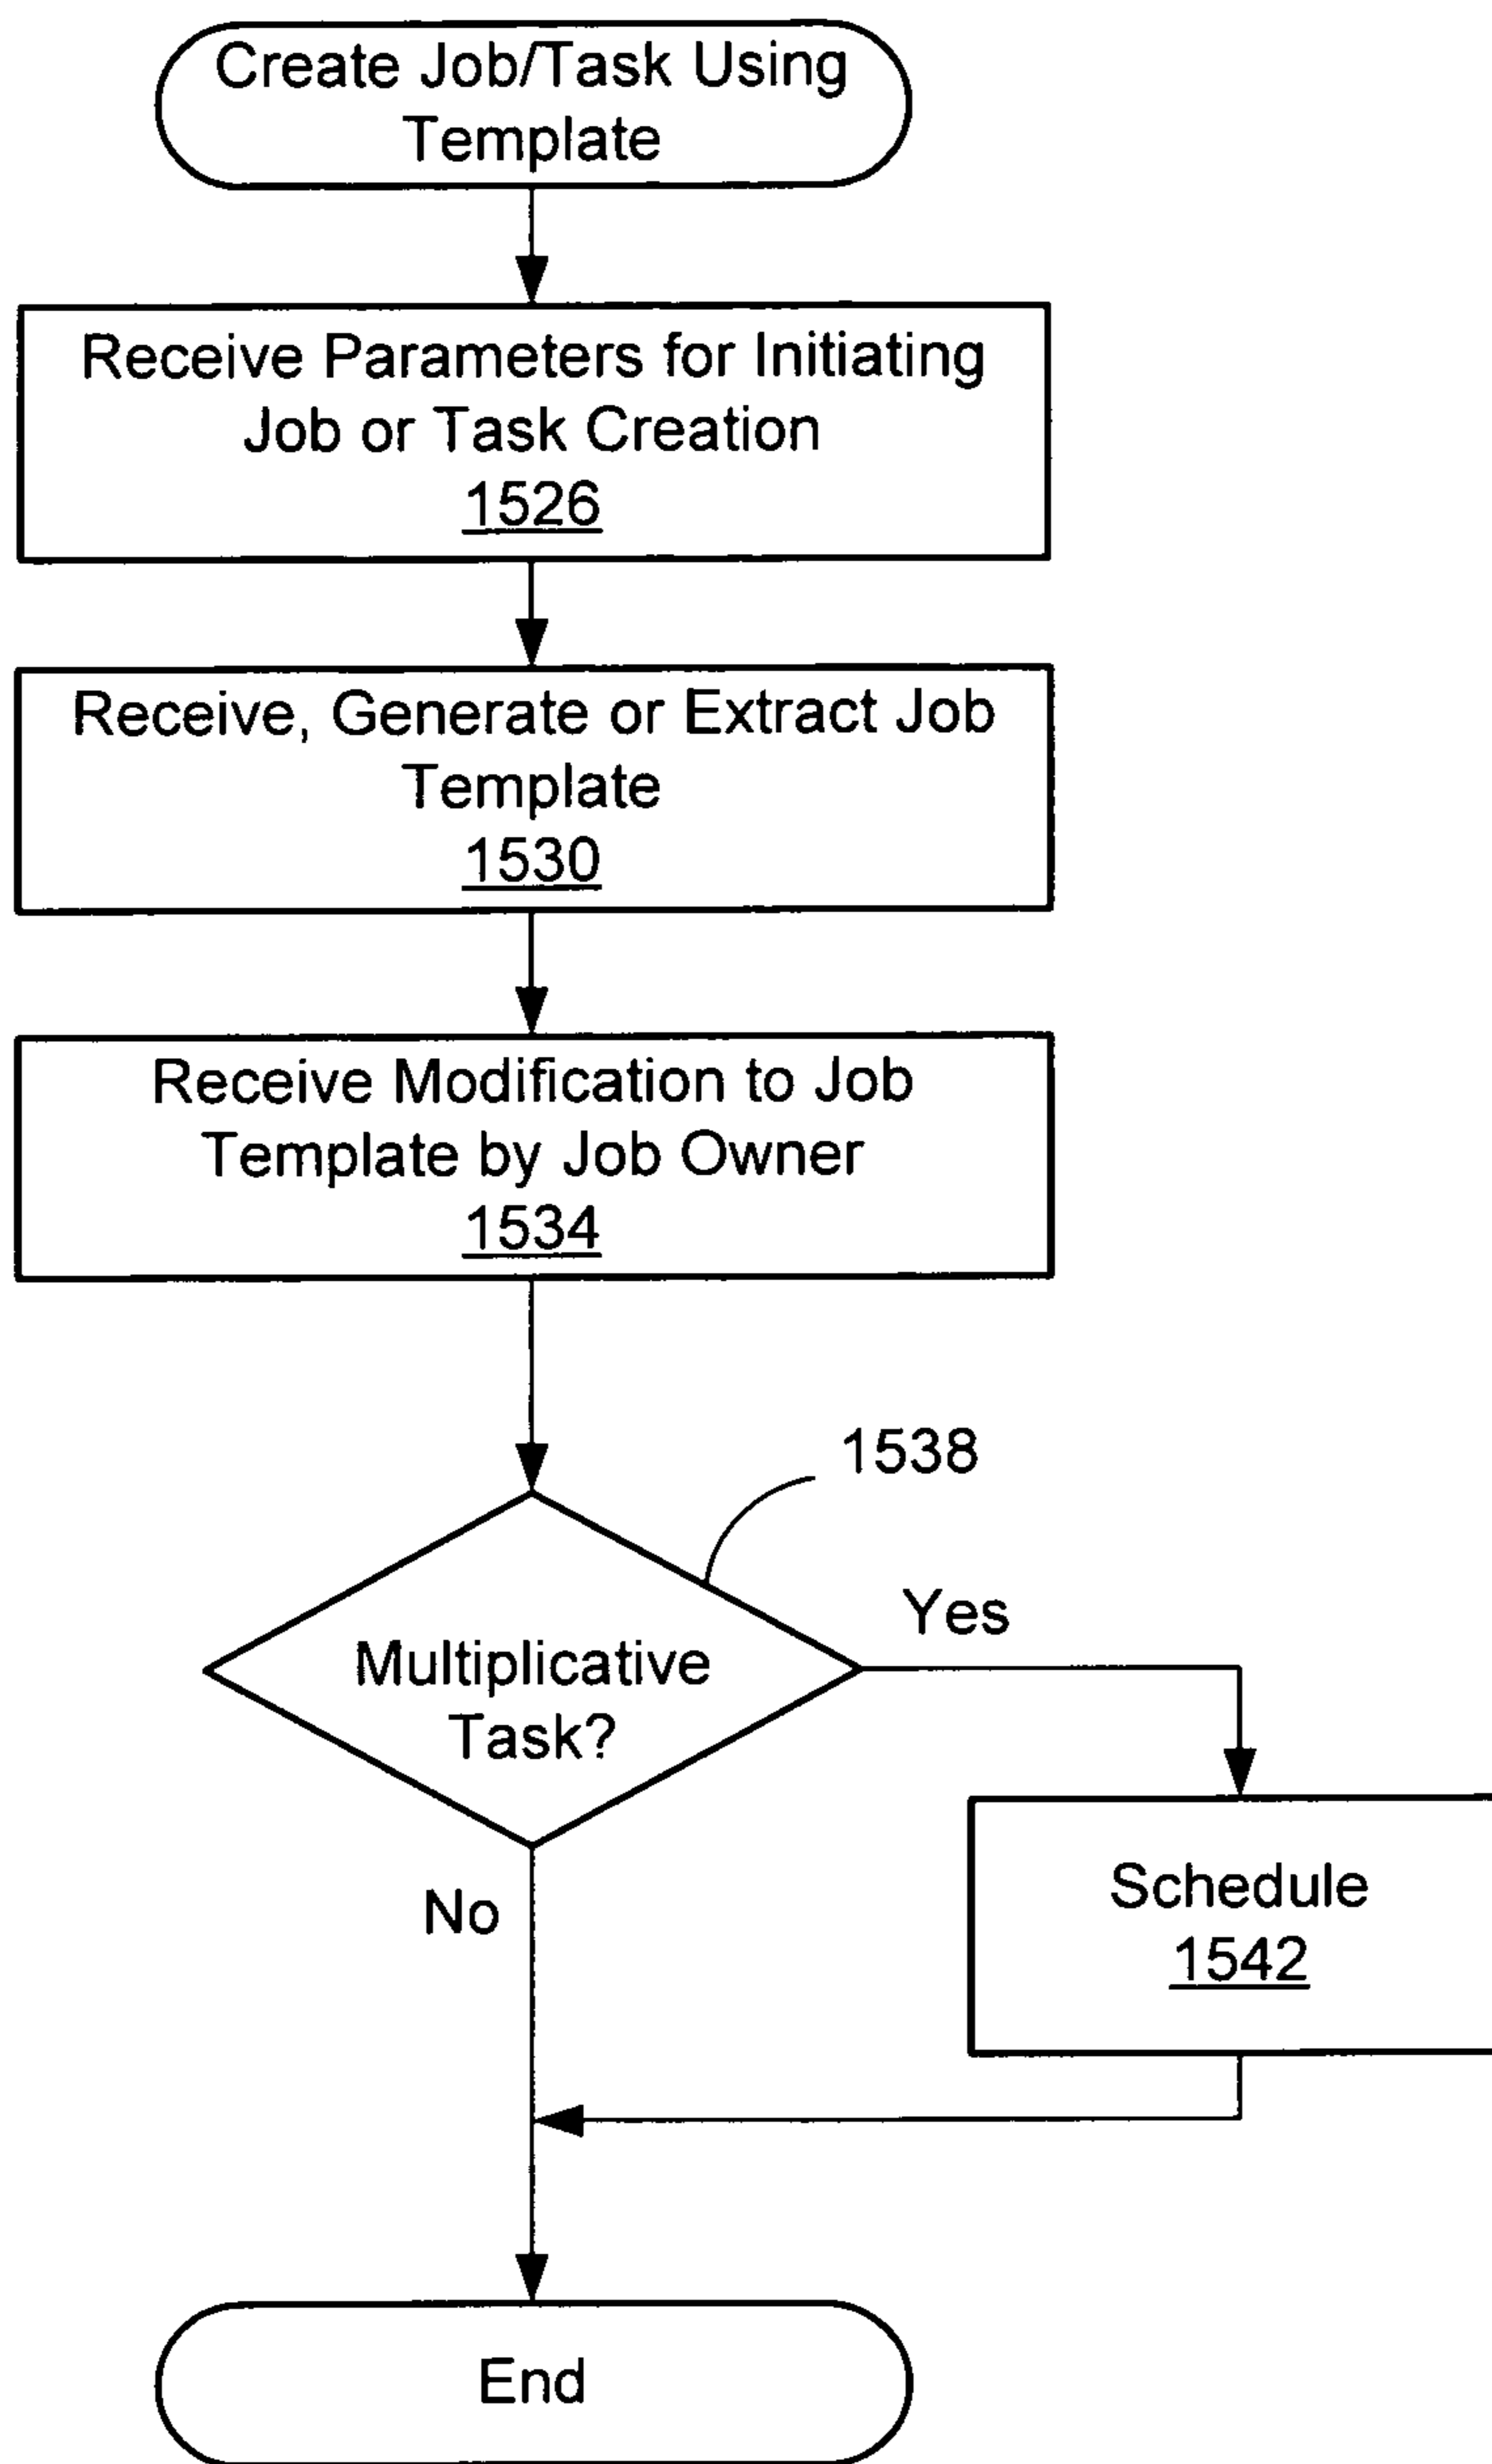 Create Job/Task Using
Template
Receive Parameters for Initiating
Job or Task Creation
1526
Receive, Generate or Extract Job
Template
1530
Receive Modification to Job
Template by Job Owner
1534
1538
Yes
Multiplicative
Task?
Schedule
1542
No
End